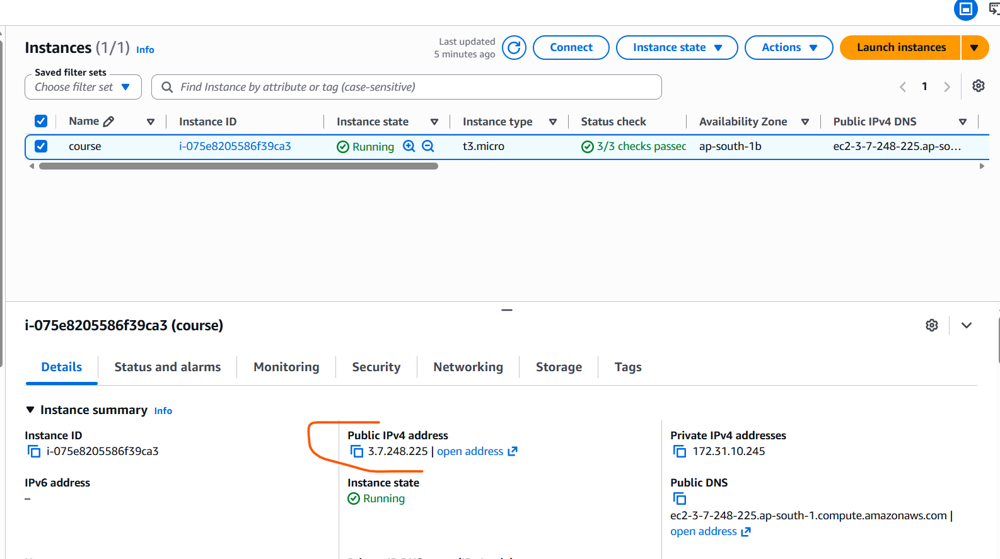 Instances (1/1) Info
Last updated
5 minutes ago
Connect
Instance state
Actions
Launch instances
Saved filter sets
Choose filter set
Find Instance by attribute or tag (case-sensitive)
1
Name Instance ID Instance state Instance type Status check Availability Zone Public IPv4 DNS
course i-075e8205586f39ca3 Running t3.micro 3/3 checks passec ap-south-1b ec2-3-7-248-225.ap-so...
i-075e8205586f39ca3 (course)
Details Status and alarms Monitoring Security Networking Storage Tags
Instance summary Info
Instance ID
i-075e8205586f39ca3
Public IPv4 address
3.7.248.225 | open address
Private IPv4 addresses
172.31.10.245
IPv6 address
–
Instance state
Running
Public DNS
ec2-3-7-248-225.ap-south-1.compute.amazonaws.com |
open address